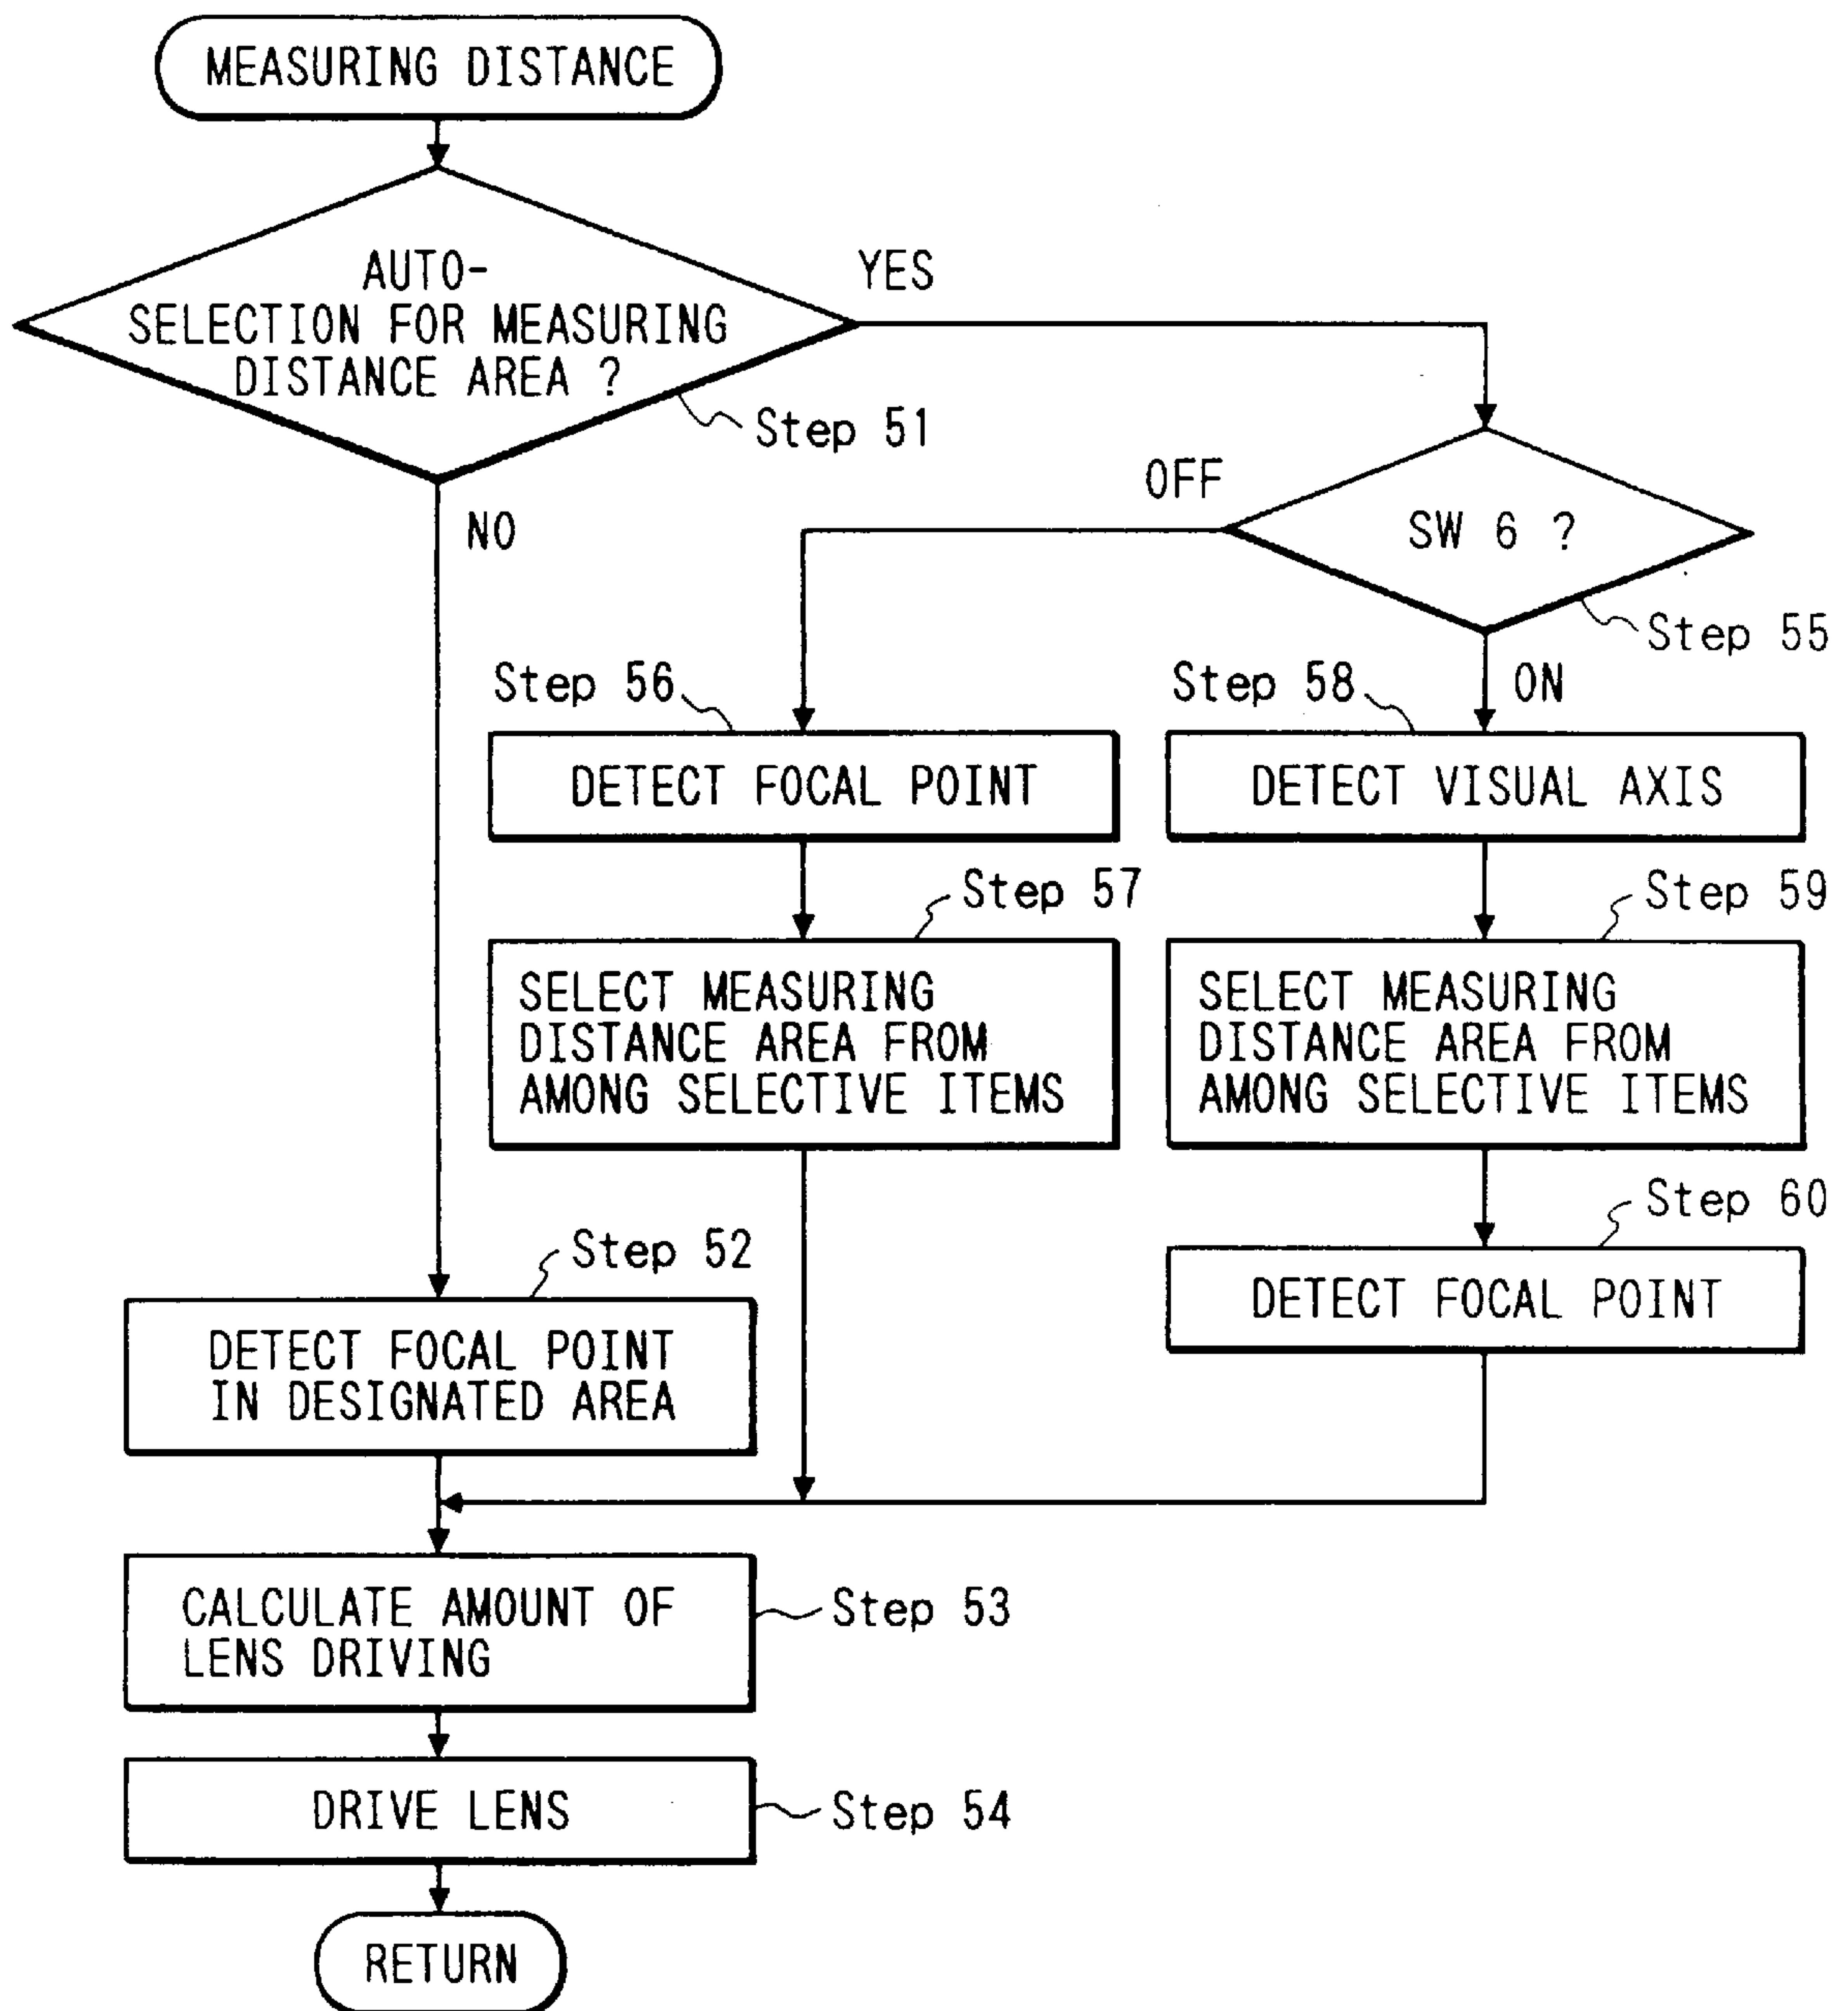 MEASURING DISTANCE
AUTO-
SELECTION FOR MEASURING
DISTANCE AREA ?
YES
Step 51
NO
OFF
SW 6 ?
Step 55
ON
Step 56
DETECT FOCAL POINT
Step 58
DETECT VISUAL AXIS
Step 57
SELECT MEASURING
DISTANCE AREA FROM
AMONG SELECTIVE ITEMS
Step 59
SELECT MEASURING
DISTANCE AREA FROM
AMONG SELECTIVE ITEMS
Step 60
DETECT FOCAL POINT
Step 52
DETECT FOCAL POINT
IN DESIGNATED AREA
CALCULATE AMOUNT OF
LENS DRIVING
Step 53
DRIVE LENS
Step 54
RETURN